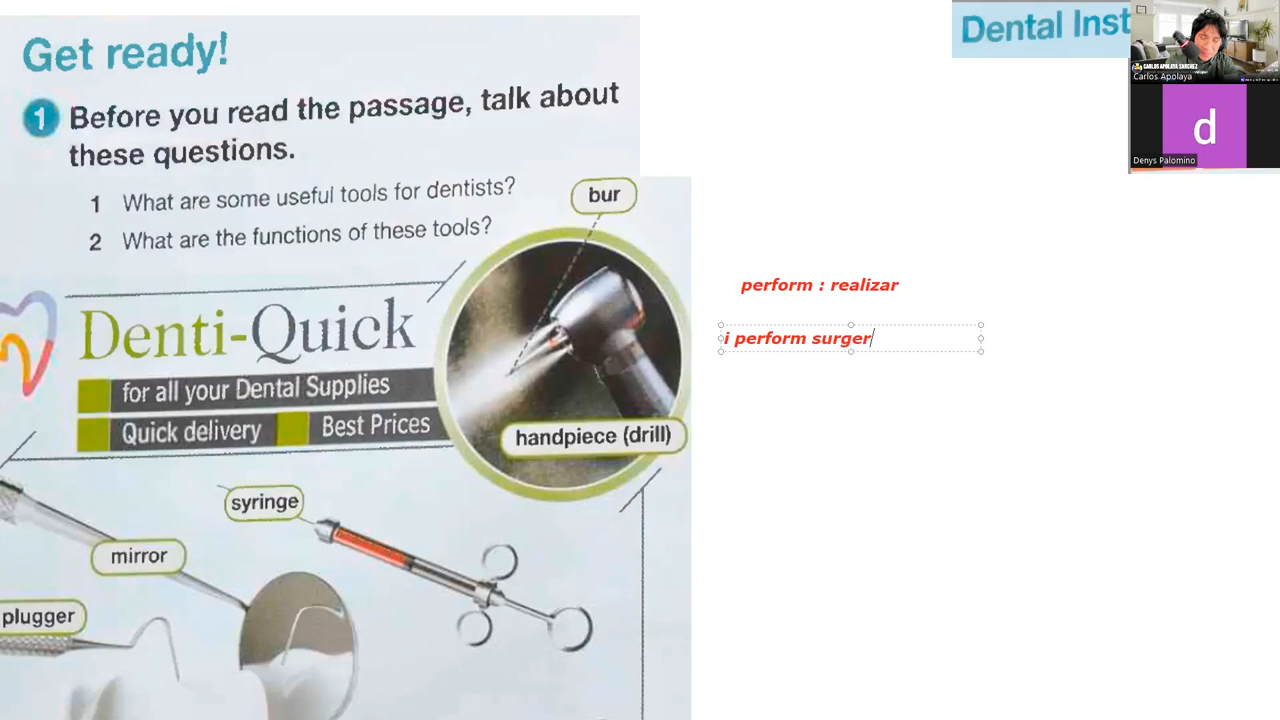 Get ready!
1 Before you read the passage, talk about
these questions.
1 What are some useful tools for dentists?
2 What are the functions of these tools?
bur
Denti-Quick
for all your Dental Supplies
Quick delivery
Best Prices
handpiece (drill)
syringe
mirror
plugger
Dental Inst
CARLOS APOLAYA SANCHEZ
Carlos Apolaya
d
Denys Palomino
perform : realizar
i perform surger